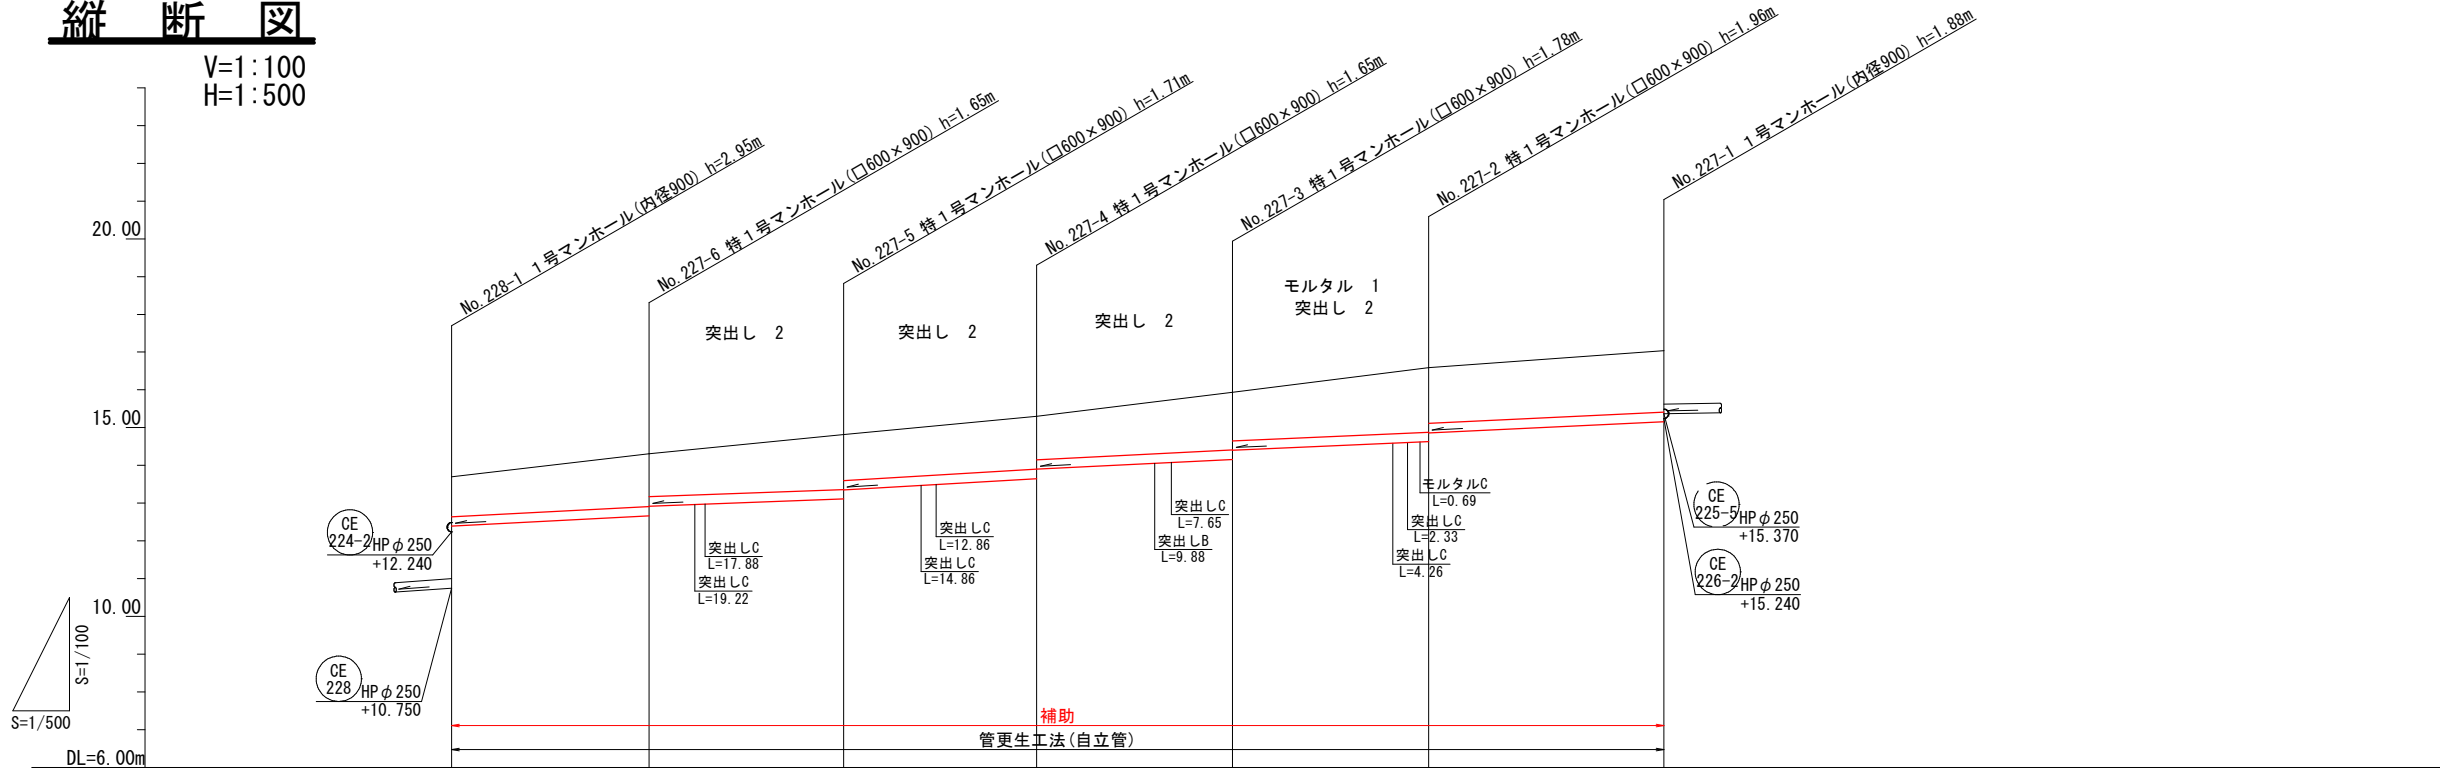 縦断図
V=1:100
H=1:500
No.228-1 1号マンホール(内径900) h=2.95m
No.227-6 特1号マンホール(□600×900) h=1.65m
No.227-5 特1号マンホール(□600×900) h=1.71m
No.227-4 特1号マンホール(□600×900) h=1.65m
No.227-3 特1号マンホール(□600×900) h=1.78m
No.227-2 特1号マンホール(□600×900) h=1.96m
No.227-1 1号マンホール(内径900) h=1.88m
20.00
15.00
10.00
DL=6.00m
突出し 2
突出し 2
突出し 2
モルタル 1
突出し 2
CE
224-2
HPφ250
+12.240
CE
228
HPφ250
+10.750
突出しC
L=17.88
突出しC
L=19.22
突出しC
L=12.86
突出しC
L=14.86
突出しC
L=7.65
突出しB
L=9.88
モルタルC
L=0.69
突出しC
L=2.33
突出しC
L=4.26
CE
225-5
HPφ250
+15.370
CE
226-2
HPφ250
+15.240
S=1/100
S=1/500
補助
管更生工法(自立管)